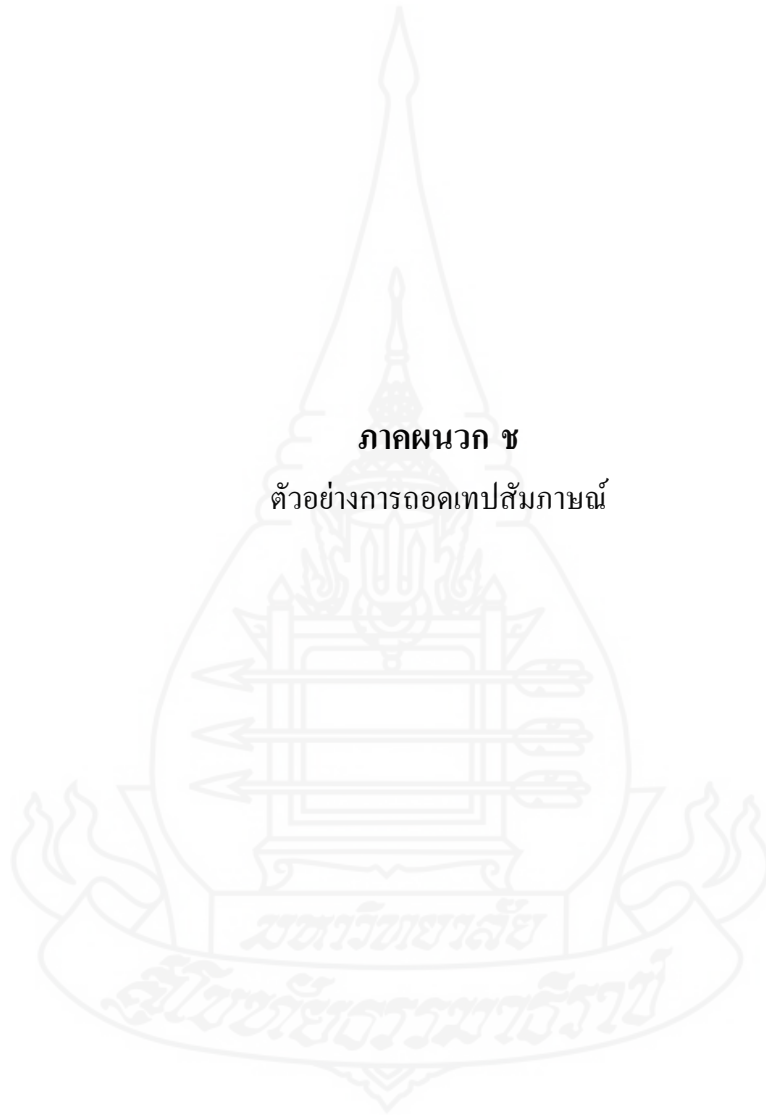 ภาคผนวก ช
ตัวอย่างการถอดเทปสัมภาษณ์
มหาวิทยาลัย
สุโขทัยธรรมาธิราช